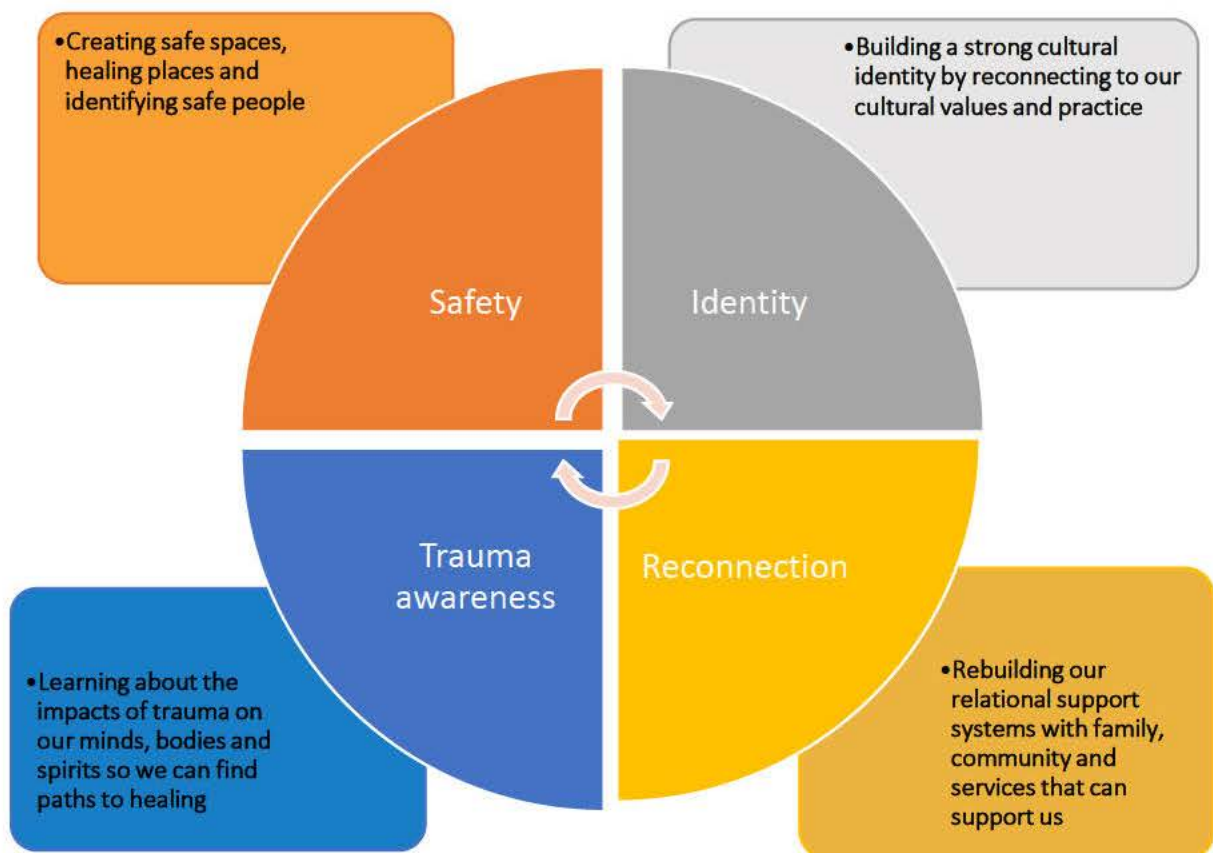 •Creating safe spaces,
healing places and
identifying safe people
•Building a strong cultural
identity by reconnecting to our
cultural values and practice
Safety
Identity
Trauma
awareness
Reconnection
•Learning about the
impacts of trauma on
our minds, bodies and
spirits so we can find
paths to healing
•Rebuilding our
relational support
systems with family,
community and
services that can
support us